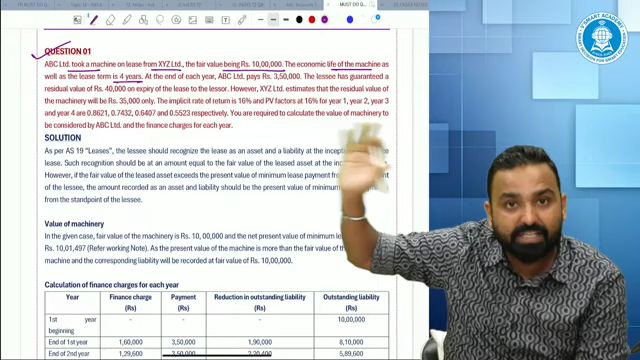 V'SMART ACADEMY
QUESTION 01
ABC Ltd. took a machine on lease from XYZ Ltd., the fair value being Rs. 10,00,000. The economic life of the machine as
well as the lease term is 4 years. At the end of each year, ABC Ltd. pays Rs. 3,50,000. The lessee has guaranteed a
residual value of Rs. 40,000 on expiry of the lease to the lessor. However, XYZ Ltd. estimates that the residual value
of the machinery will be Rs. 35,000 only. The implicit rate of return is 16% and PV factors at 16% for year 1, year 2, year 3
and year 4 are 0.8621, 0.7432, 0.6407 and 0.5523 respectively. You are required to calculate the value of machinery
to be considered by ABC Ltd. and the finance charges for each year.
SOLUTION
As per AS 19 "Leases", the lessee should recognize the lease as an asset and a liability at the inception
lease. Such recognition should be at an amount equal to the fair value of the leased asset at the
However, if the fair value of the leased asset exceeds the present value of minimum lease payment
of the lessee, the amount recorded as an asset and liability should be the present value of minimum
from the standpoint of the lessee.
Value of machinery
In the given case, fair value of the machinery is Rs. 10, 00,000 and the net present value of minimum
Rs. 10,01,497 (Refer Working Note). As the present value of the machine is more than the fair value of
machine and the corresponding liability will be recorded at fair value of Rs. 10,00,000.
Calculation of finance charges for each year
Year Finance charge (Rs) Payment (Rs) Reduction in outstanding liability (Rs) Outstanding liability (Rs)
1st year beginning - - - 10,00,000
End of 1st year 1,60,000 3,50,000 1,90,000 8,10,000
End of 2nd year 1,29,600 3,50,000 2,20,400 5,89,600